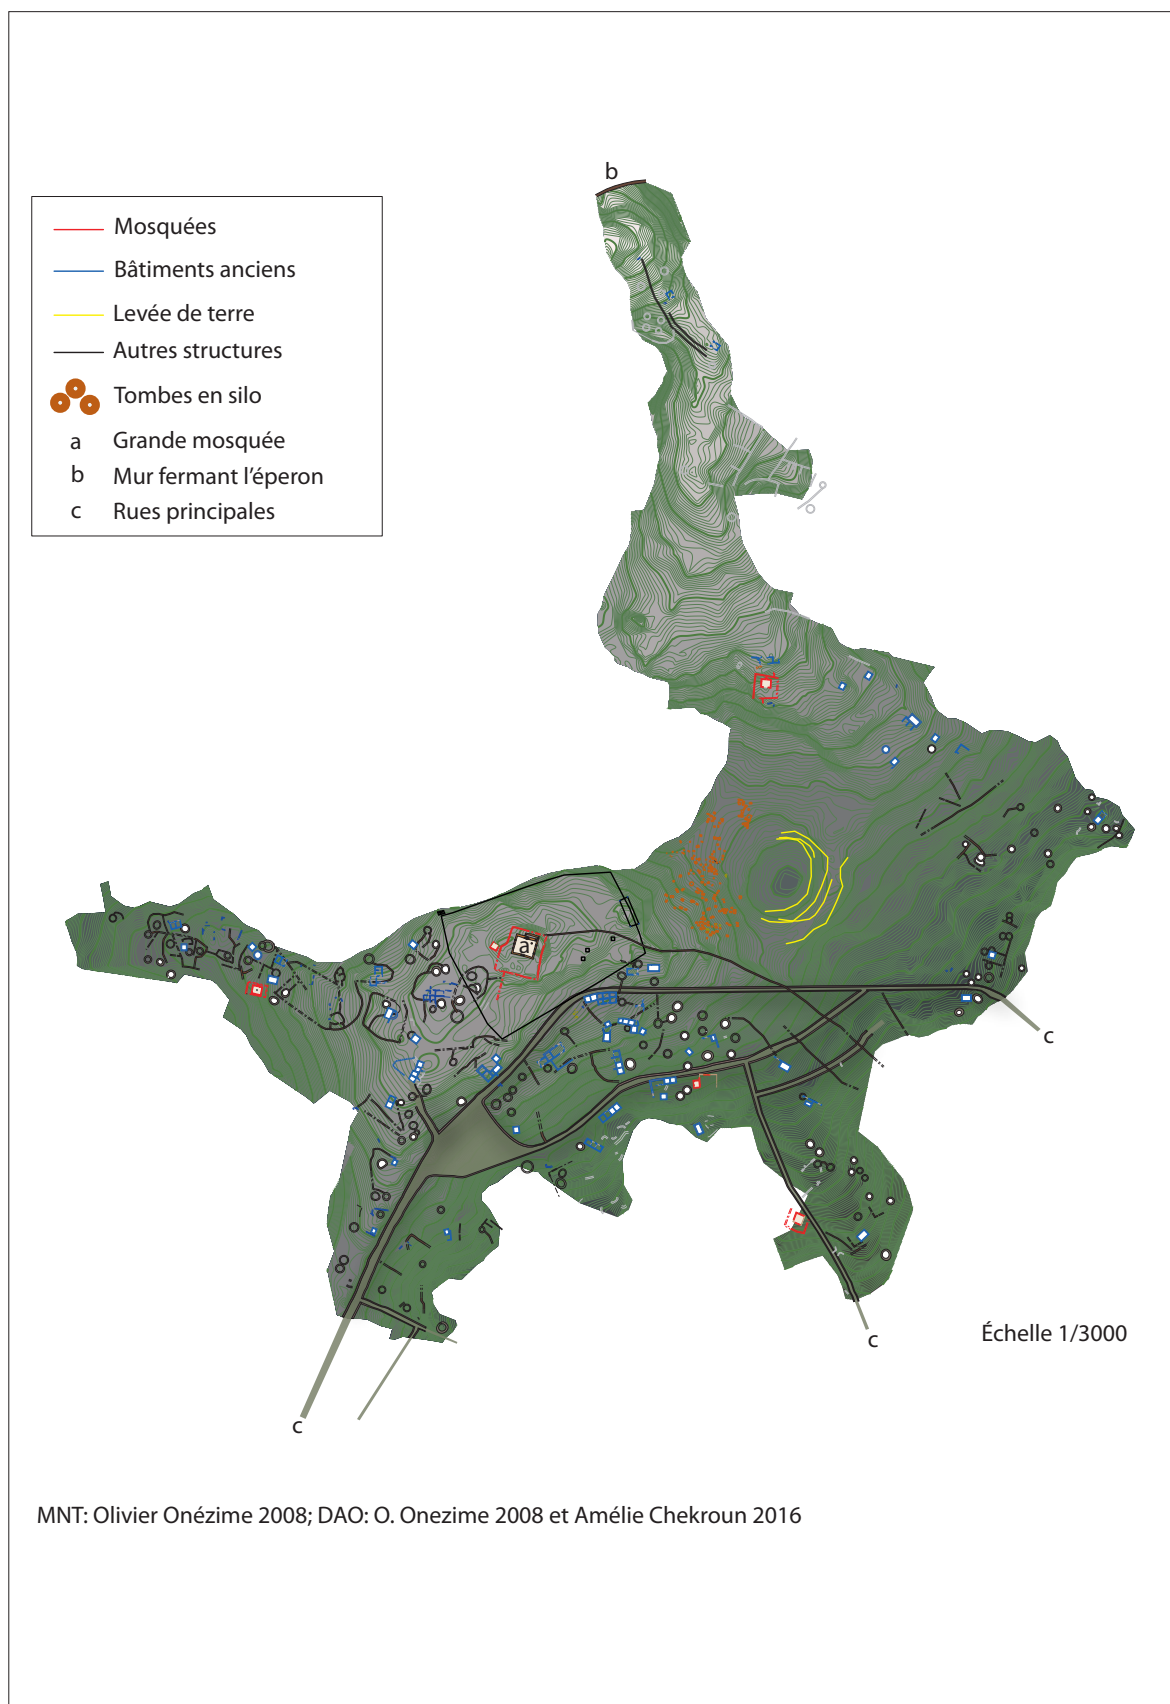 b
Mosquées
Bâtiments anciens
Levée de terre
Autres structures
Tombes en silo
a Grande mosquée
b Mur fermant l'éperon
c Rues principales
a
c
c
Échelle 1/3000
c
MNT: Olivier Onézime 2008; DAO: O. Onezime 2008 et Amélie Chekroun 2016